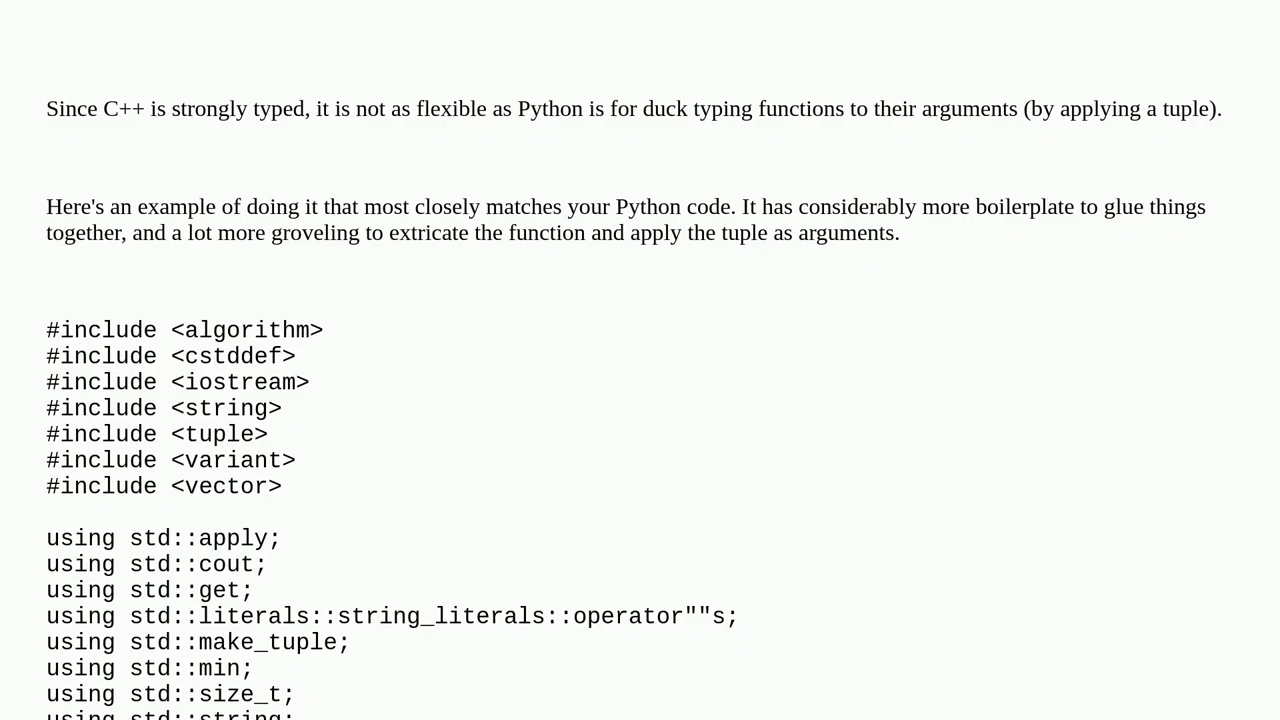 Since C++ is strongly typed, it is not as flexible as Python is for duck typing functions to their arguments (by applying a tuple).
Here's an example of doing it that most closely matches your Python code. It has considerably more boilerplate to glue things
together, and a lot more groveling to extricate the function and apply the tuple as arguments.
#include <algorithm>
#include <cstddef>
#include <iostream>
#include <string>
#include <tuple>
#include <variant>
#include <vector>
using std::apply;
using std::cout;
using std::get;
using std::literals::string_literals::operator""s;
using std::make_tuple;
using std::min;
using std::size_t;
using std::string;